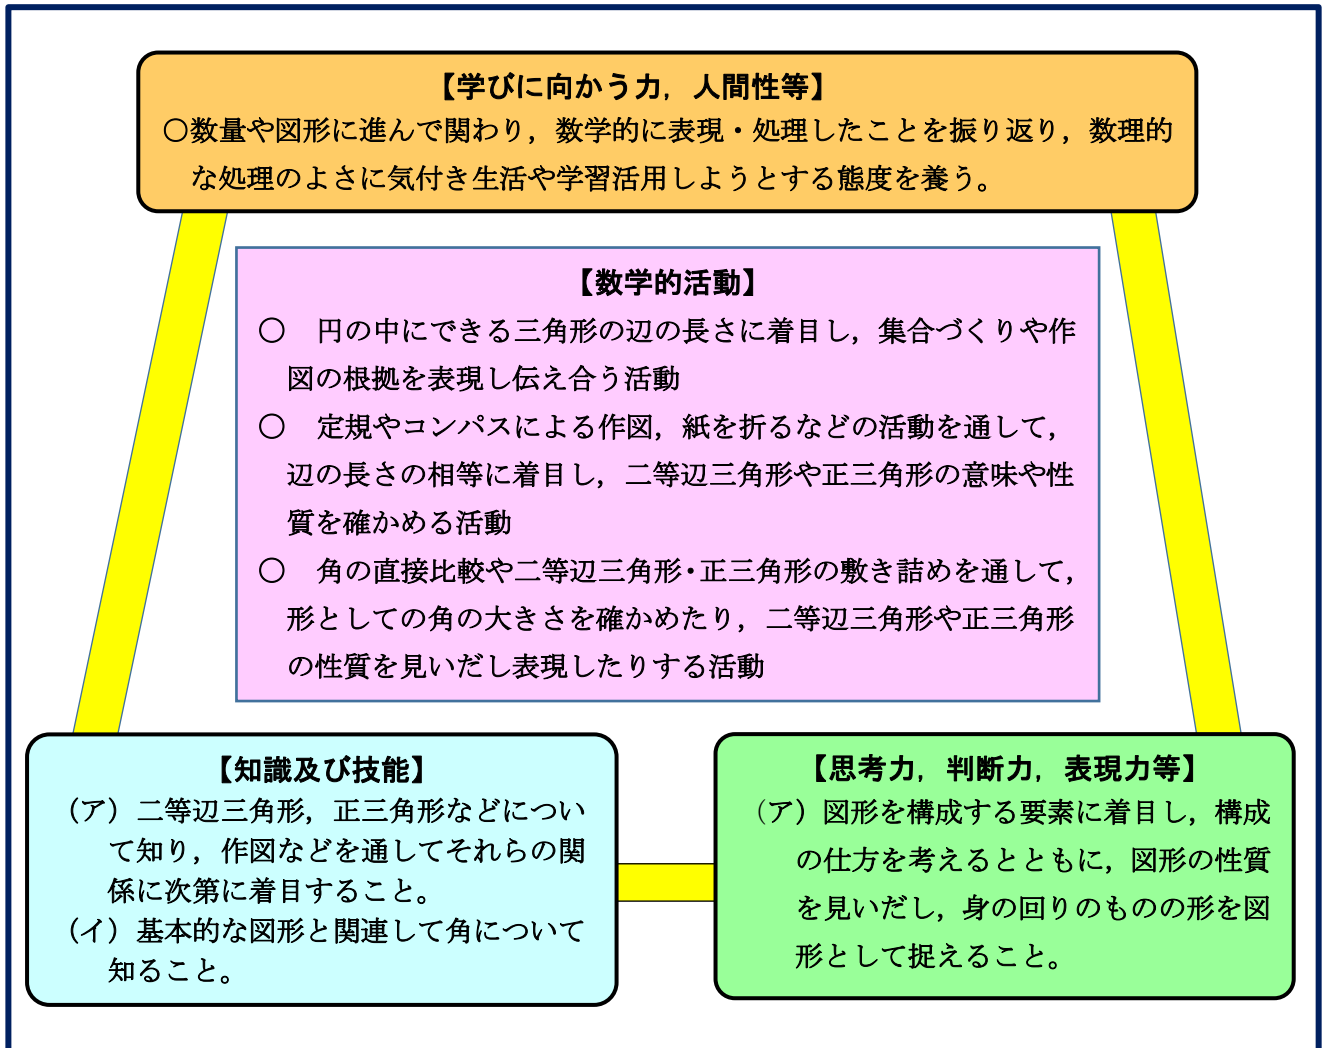 【学びに向かう力，人間性等】
○数量や図形に進んで関わり，数学的に表現・処理したことを振り返り，数理的
な処理のよさに気付き生活や学習活用しようとする態度を養う。
【数学的活動】
○　円の中にできる三角形の辺の長さに着目し，集合づくりや作
図の根拠を表現し伝え合う活動
○　定規やコンパスによる作図，紙を折るなどの活動を通して，
辺の長さの相等に着目し，二等辺三角形や正三角形の意味や性
質を確かめる活動
○　角の直接比較や二等辺三角形・正三角形の敷き詰めを通して，
形としての角の大きさを確かめたり，二等辺三角形や正三角形
の性質を見いだし表現したりする活動
【知識及び技能】
（ア）二等辺三角形，正三角形などについ
て知り，作図などを通してそれらの関
係に次第に着目すること。
（イ）基本的な図形と関連して角について
知ること。
【思考力，判断力，表現力等】
（ア）図形を構成する要素に着目し，構成
の仕方を考えるとともに，図形の性質
を見いだし，身の回りのものの形を図
形として捉えること。